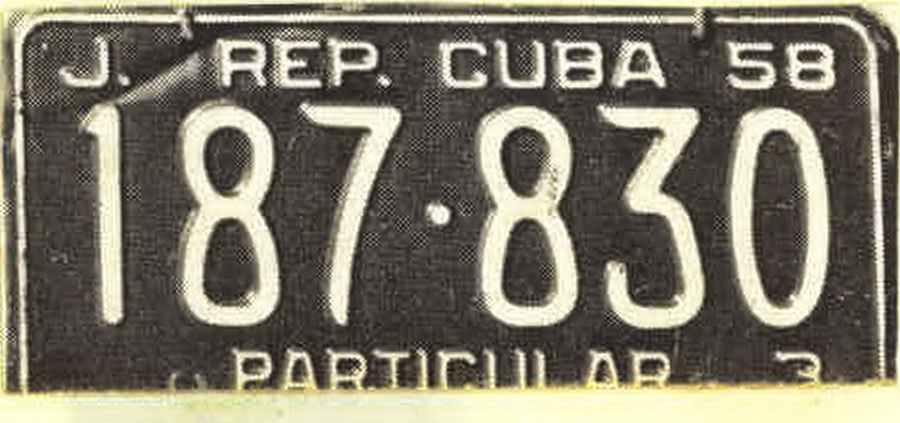 J. REP. CUBA 58
187·830
PARTICULAR 3